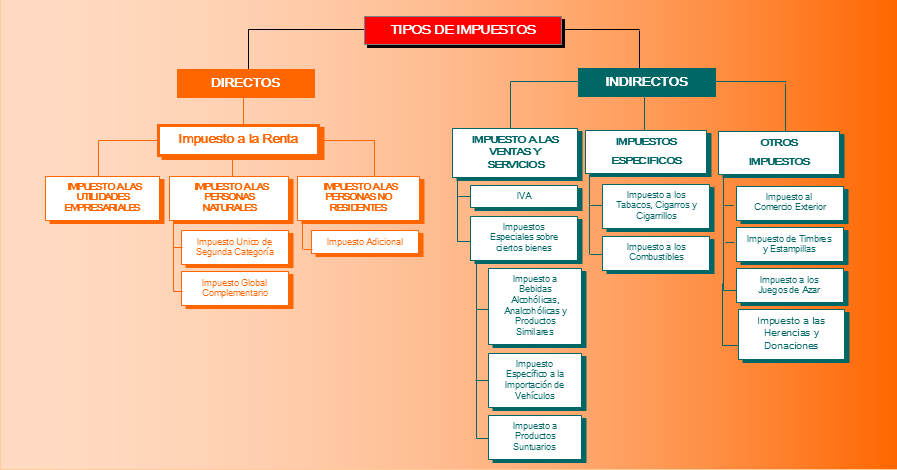 TIPOS DE IMPUESTOS
DIRECTOS
INDIRECTOS
Impuesto a la Renta
IMPUESTO A LAS
UTILIDADES
EMPRESARIALES
IMPUESTO A LAS
PERSONAS
NATURALES
Impuesto Unico de
Segunda Categoría
Impuesto Global
Complementario
IMPUESTO A LAS
PERSONAS NO
RESIDENTES
Impuesto Adicional
IMPUESTO A LAS
VENTAS Y
SERVICIOS
IVA
Impuestos
Especiales sobre
ciertos bienes
Impuesto a
Bebidas
Alcohólicas,
Analcohólicas y
Productos
Similares
Impuesto
Específico a la
Importación de
Vehículos
Impuesto a
Productos
Suntuarios
IMPUESTOS
ESPECIFICOS
Impuesto a los
Tabacos, Cigarros y
Cigarrillos
Impuesto a los
Combustibles
OTROS
IMPUESTOS
Impuesto al
Comercio Exterior
Impuesto de Timbres
y Estampillas
Impuesto a los
Juegos de Azar
Impuesto a las
Herencias y
Donaciones